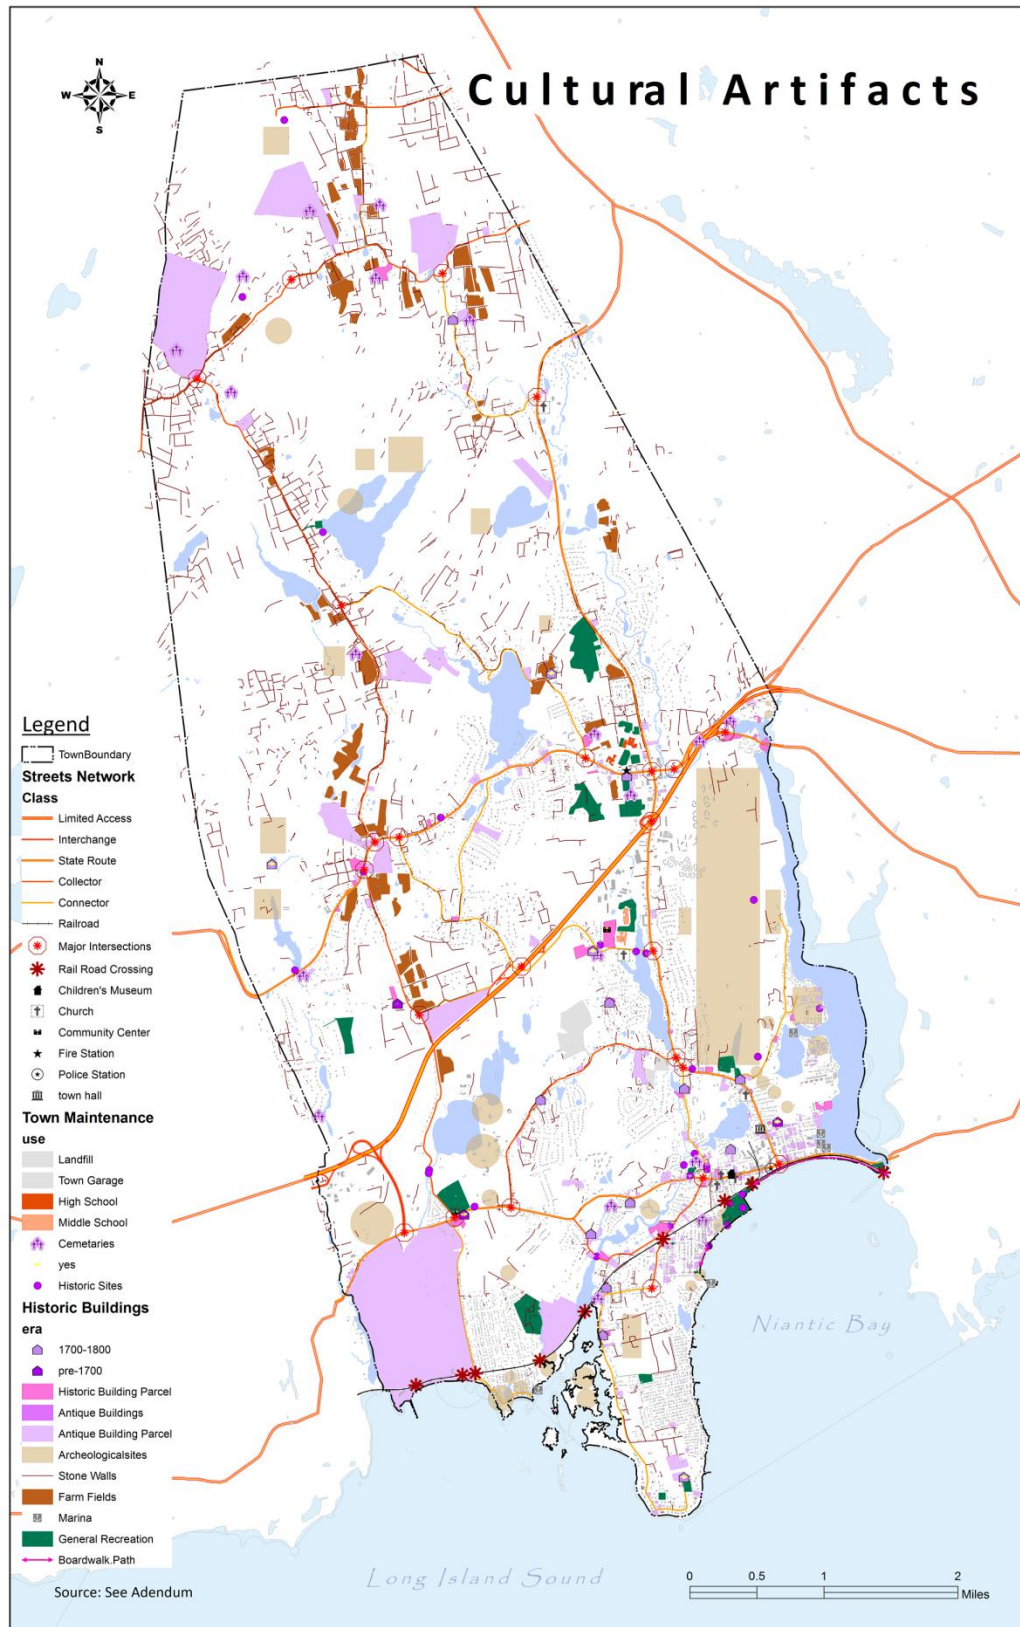 Cultural Artifacts
N
W E
S
Legend
TownBoundary
Streets Network
Class
Limited Access
Interchange
State Route
Collector
Connector
Railroad
Major Intersections
Rail Road Crossing
Children's Museum
Church
Community Center
Fire Station
Police Station
town hall
Town Maintenance
use
Landfill
Town Garage
High School
Middle School
Cemetaries
yes
Historic Sites
Historic Buildings
era
1700-1800
pre-1700
Historic Building Parcel
Antique Buildings
Antique Building Parcel
Archeologicalsites
Stone Walls
Farm Fields
Marina
General Recreation
Boardwalk.Path
Source: See Adendum
Niantic Bay
Long Island Sound
0 0.5 1 2
Miles